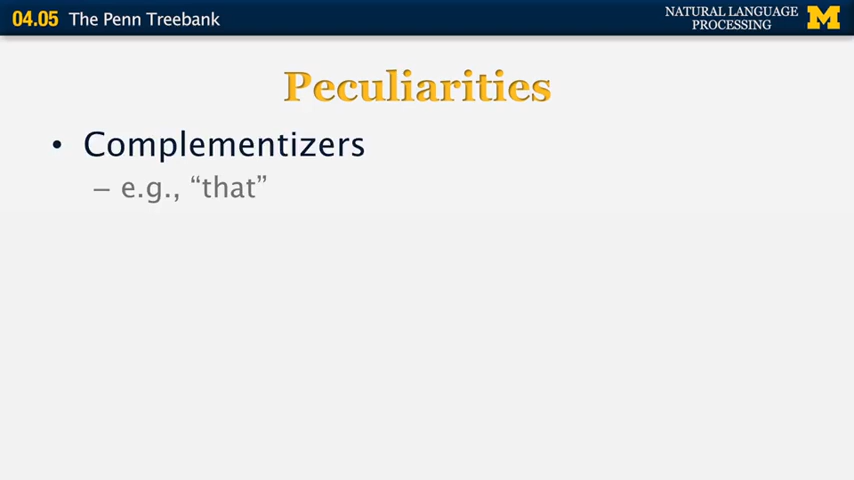 04.05 The Penn Treebank
NATURAL LANGUAGE
PROCESSING
M
Peculiarities
• Complementizers
– e.g., “that”